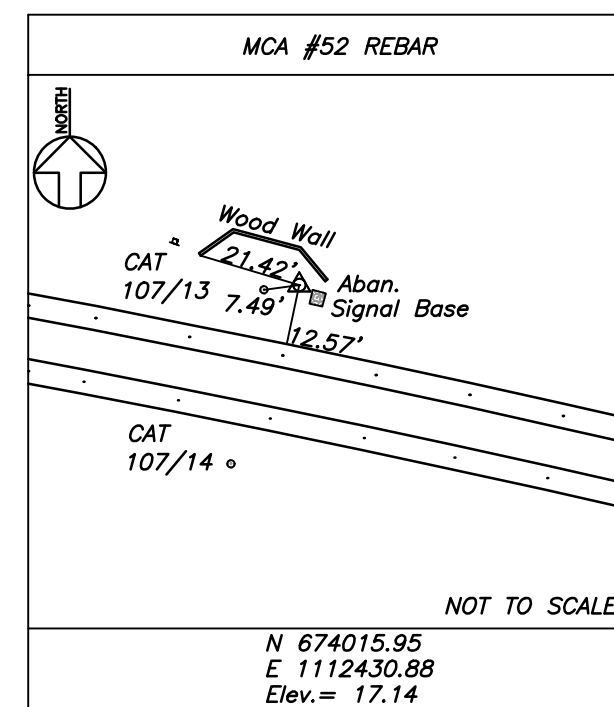 MCA #52 REBAR
NORTH
Wood Wall
21.42'
CAT
107/13
7.49'
Aban.
Signal Base
12.57'
CAT
107/14
NOT TO SCALE
N 674015.95
E 1112430.88
Elev.= 17.14